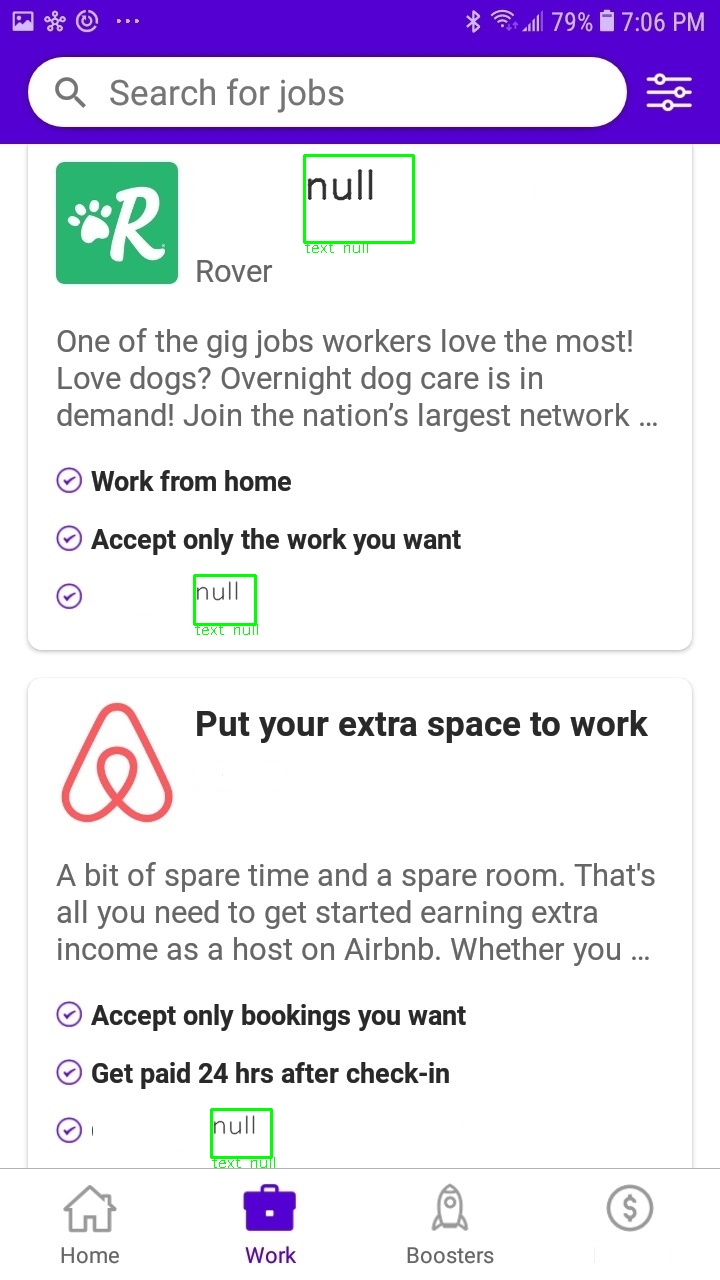 79% 7:06 PM
Search for jobs
null
text null
R
Rover
One of the gig jobs workers love the most!
Love dogs? Overnight dog care is in
demand! Join the nation’s largest network ...
Work from home
Accept only the work you want
null
text null
Put your extra space to work
A bit of spare time and a spare room. That's
all you need to get started earning extra
income as a host on Airbnb. Whether you ...
Accept only bookings you want
Get paid 24 hrs after check-in
null
text null
Home Work Boosters